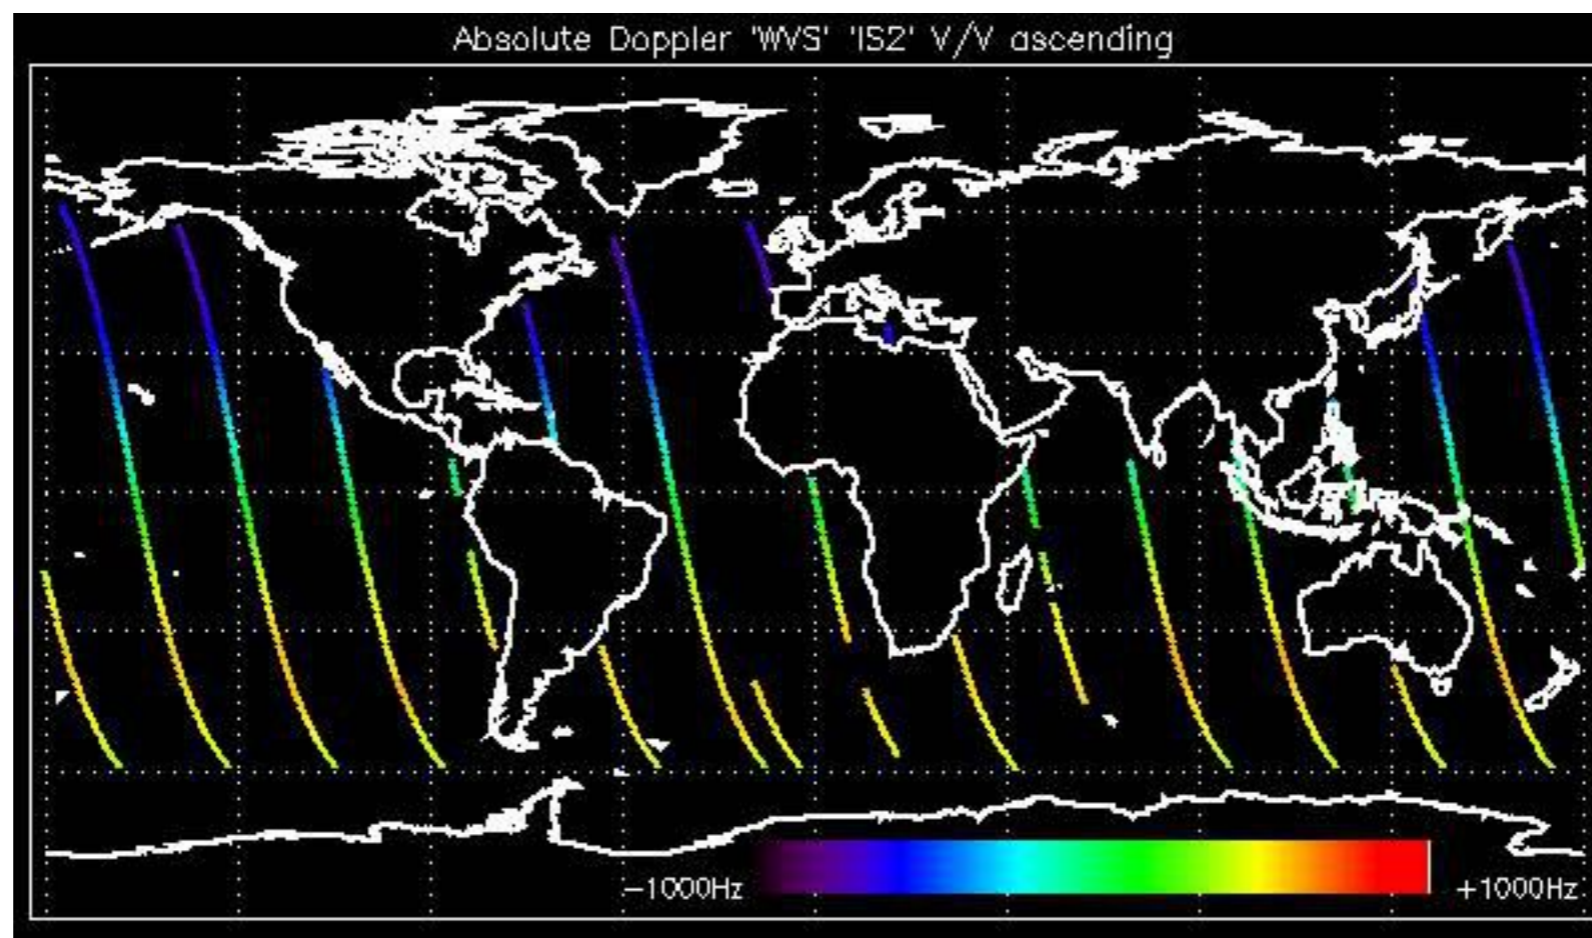 Absolute Doppler 'WVS' 'IS2' V/V ascending
−1000Hz +1000Hz